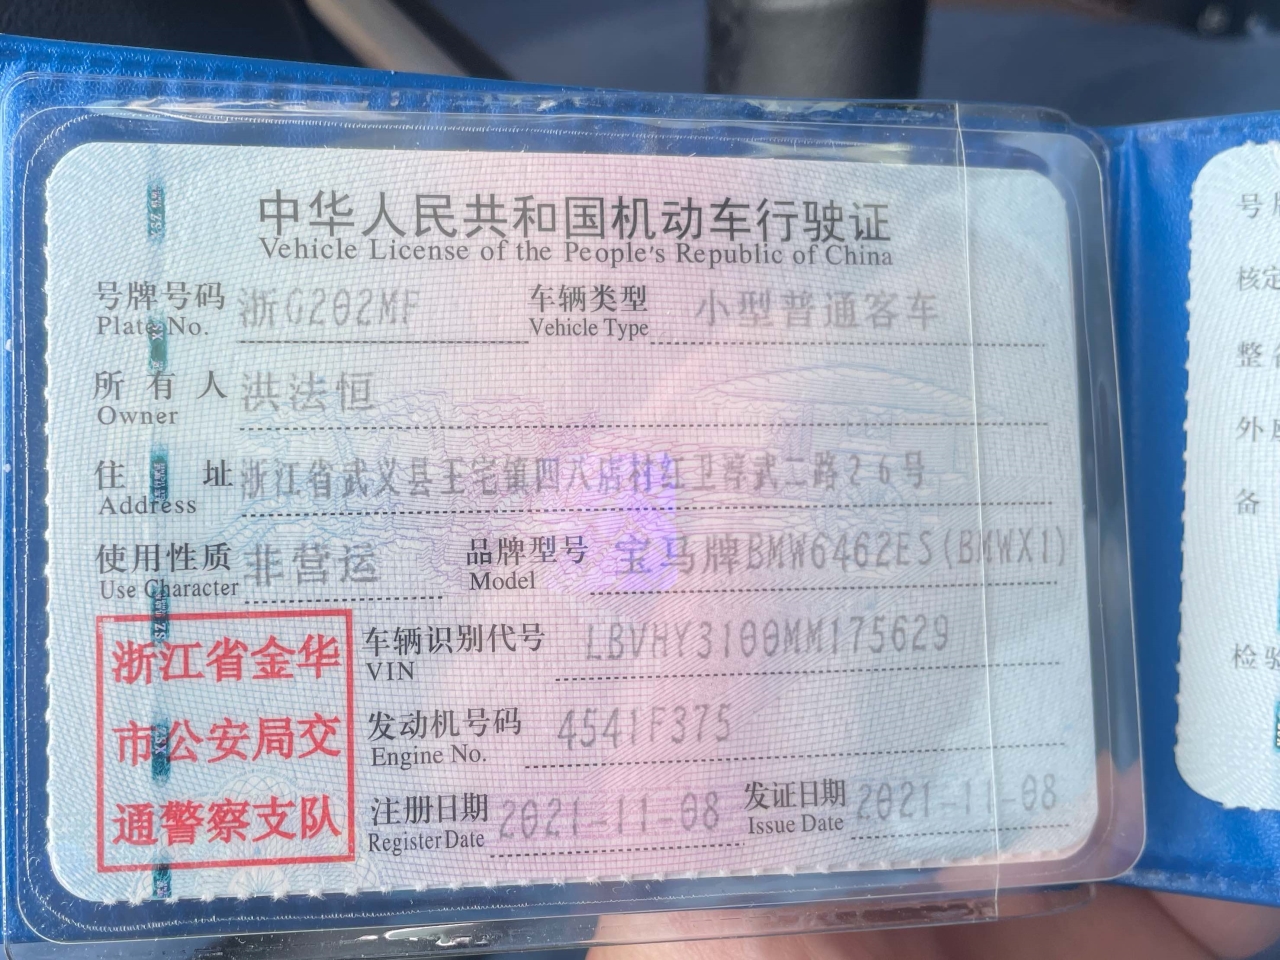 中华人民共和国机动车行驶证
Vehicle License of the People's Republic of China
号牌号码 浙G202MF 车辆类型 小型普通客车
Plate No. Vehicle Type
所有人 洪法恒
Owner
住址 浙江省武义县王宅镇四八店村红卫俘武二路26号
Address
使用性质 非营运 品牌型号 宝马牌BMW6462ES(BMWX1)
Use Character Model
车辆识别代号 LBVHY3100MM175629
VIN
发动机号码 4541F375
Engine No.
注册日期 2021-11-08 发证日期 2021-11-08
Register Date Issue Date
浙江省金华
市公安局交
通警察支队
号
核定
整
外
备
检验